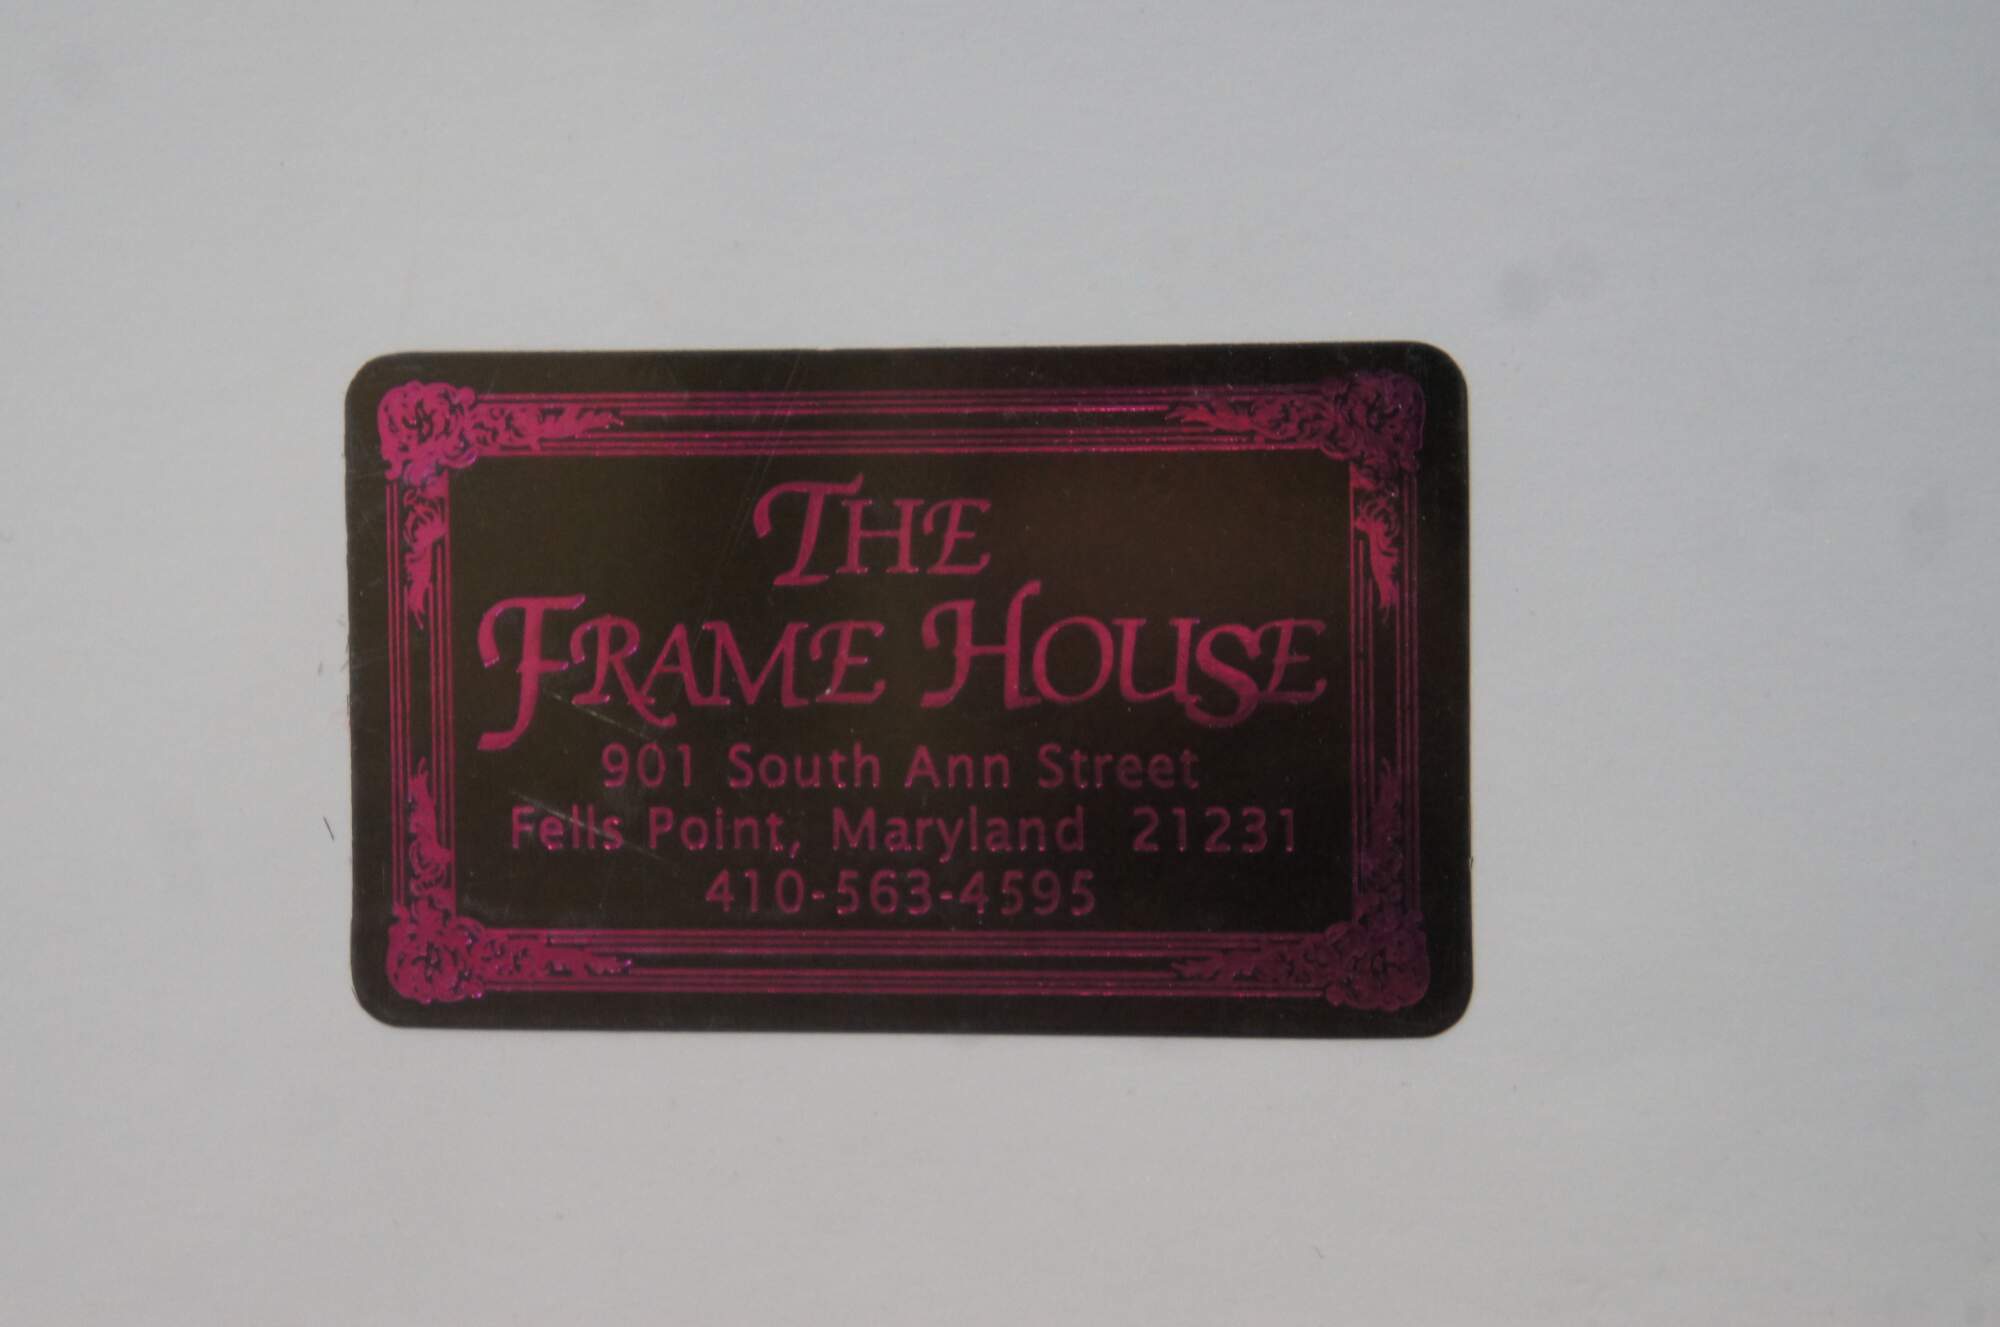 THE
FRAME HOUSE
901 South Ann Street
Fells Point, Maryland 21231
410-563-4595